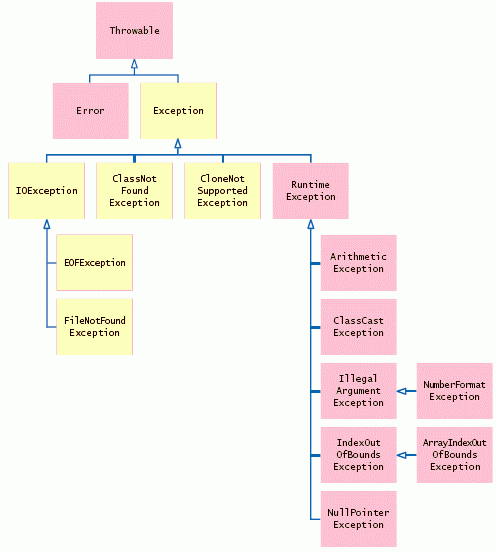 Throwable
Error
Exception
IOException
ClassNot
Found
Exception
CloneNot
Supported
Exception
Runtime
Exception
EOFException
FileNotFound
Exception
Arithmetic
Exception
ClassCast
Exception
Illegal
Argument
Exception
NumberFormat
Exception
IndexOut
OfBounds
Exception
ArrayIndexOut
OfBounds
Exception
NullPointer
Exception